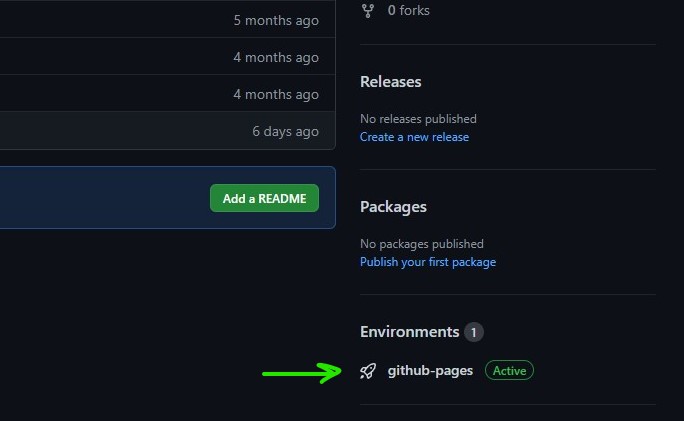 5 months ago
4 months ago
4 months ago
6 days ago
Add a README
0 forks
Releases
No releases published
Create a new release
Packages
No packages published
Publish your first package
Environments 1
github-pages Active